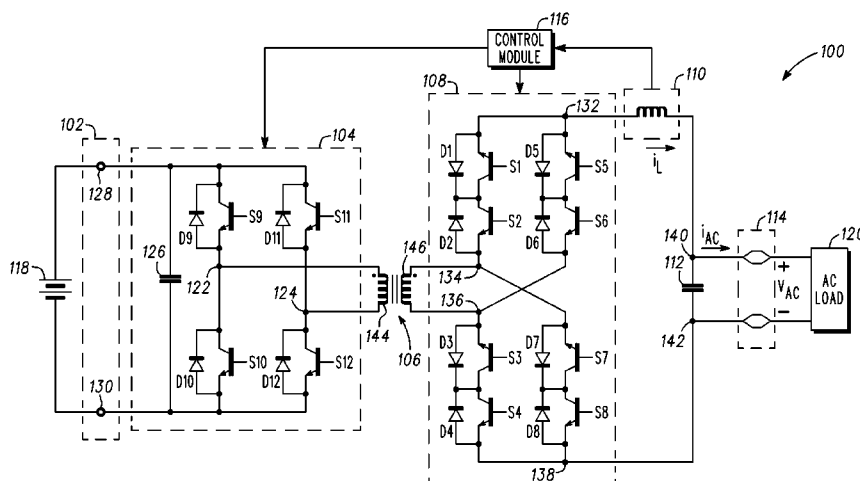 116
CONTROL
MODULE
100
110
108
132
102
104
D1
S1
D5
S5
i_L
128
S9
S11
D9
D11
S2
S6
D2
D6
114
i_AC
120
118
126
122
124
144
146
134
136
106
140
112
142
+
V_AC
−
AC
LOAD
D3
S3
D7
S7
D10
S10
D12
S12
D4
S4
D8
S8
130
138